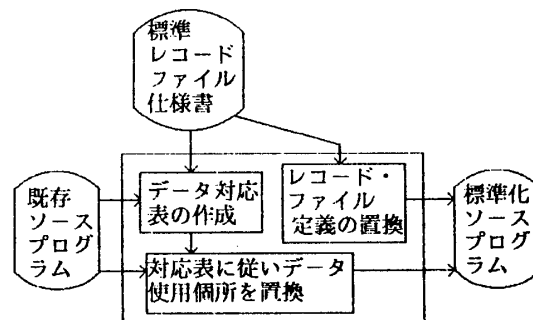 標準
レコード
ファイル
仕様書
既存
ソース
プログ
ラム
データ対応
表の作成
レコード・
ファイル
定義の置換
対応表に従いデータ
使用個所を置換
標準化
ソース
プログ
ラム